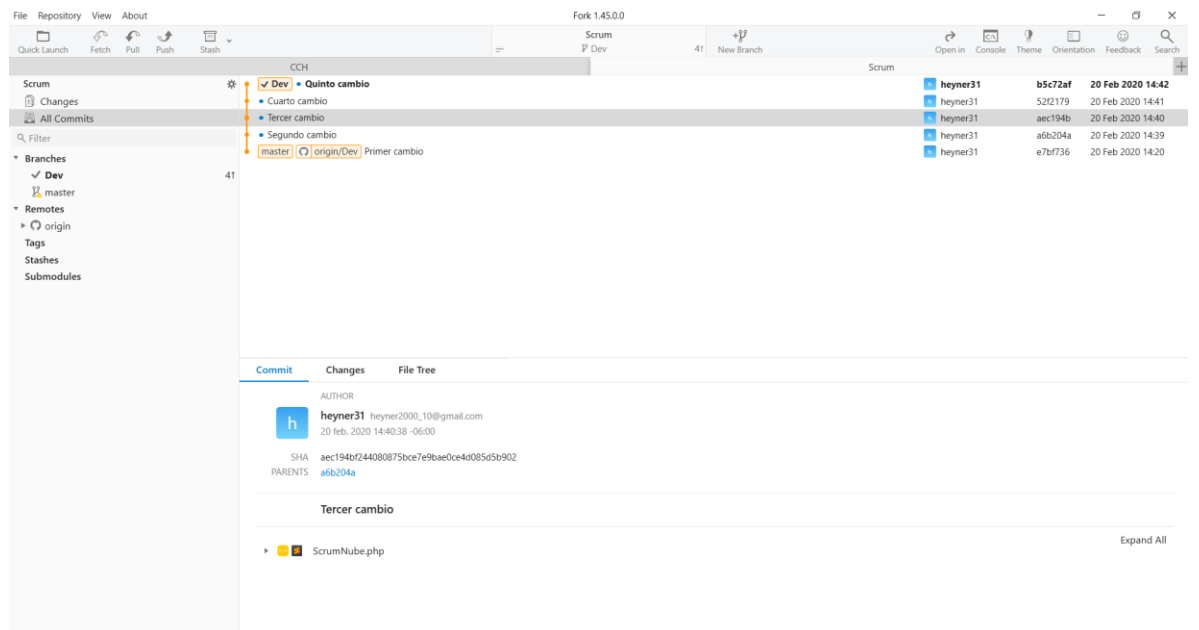 File Repository View About Fork 1.45.0.0
Quick Launch Fetch Pull Push Stash Scrum Dev 4↑ New Branch Open in Console Theme Orientation Feedback Search
CCH Scrum
Scrum
Changes
All Commits
Filter
Branches
Dev 4↑
master
Remotes
origin
Tags
Stashes
Submodules
Dev Quinto cambio heyner31 b5c72af 20 Feb 2020 14:42
Cuarto cambio heyner31 52f2179 20 Feb 2020 14:41
Tercer cambio heyner31 aec194b 20 Feb 2020 14:40
Segundo cambio heyner31 a6b204a 20 Feb 2020 14:39
master origin/Dev Primer cambio heyner31 e7bf736 20 Feb 2020 14:20
Commit Changes File Tree
AUTHOR
h
heyner31 heyner2000_10@gmail.com
20 feb. 2020 14:40:38 -06:00
SHA aec194bf244080875bce7e9bae0ce4d085d5b902
PARENTS a6b204a
Tercer cambio
Expand All
ScrumNube.php